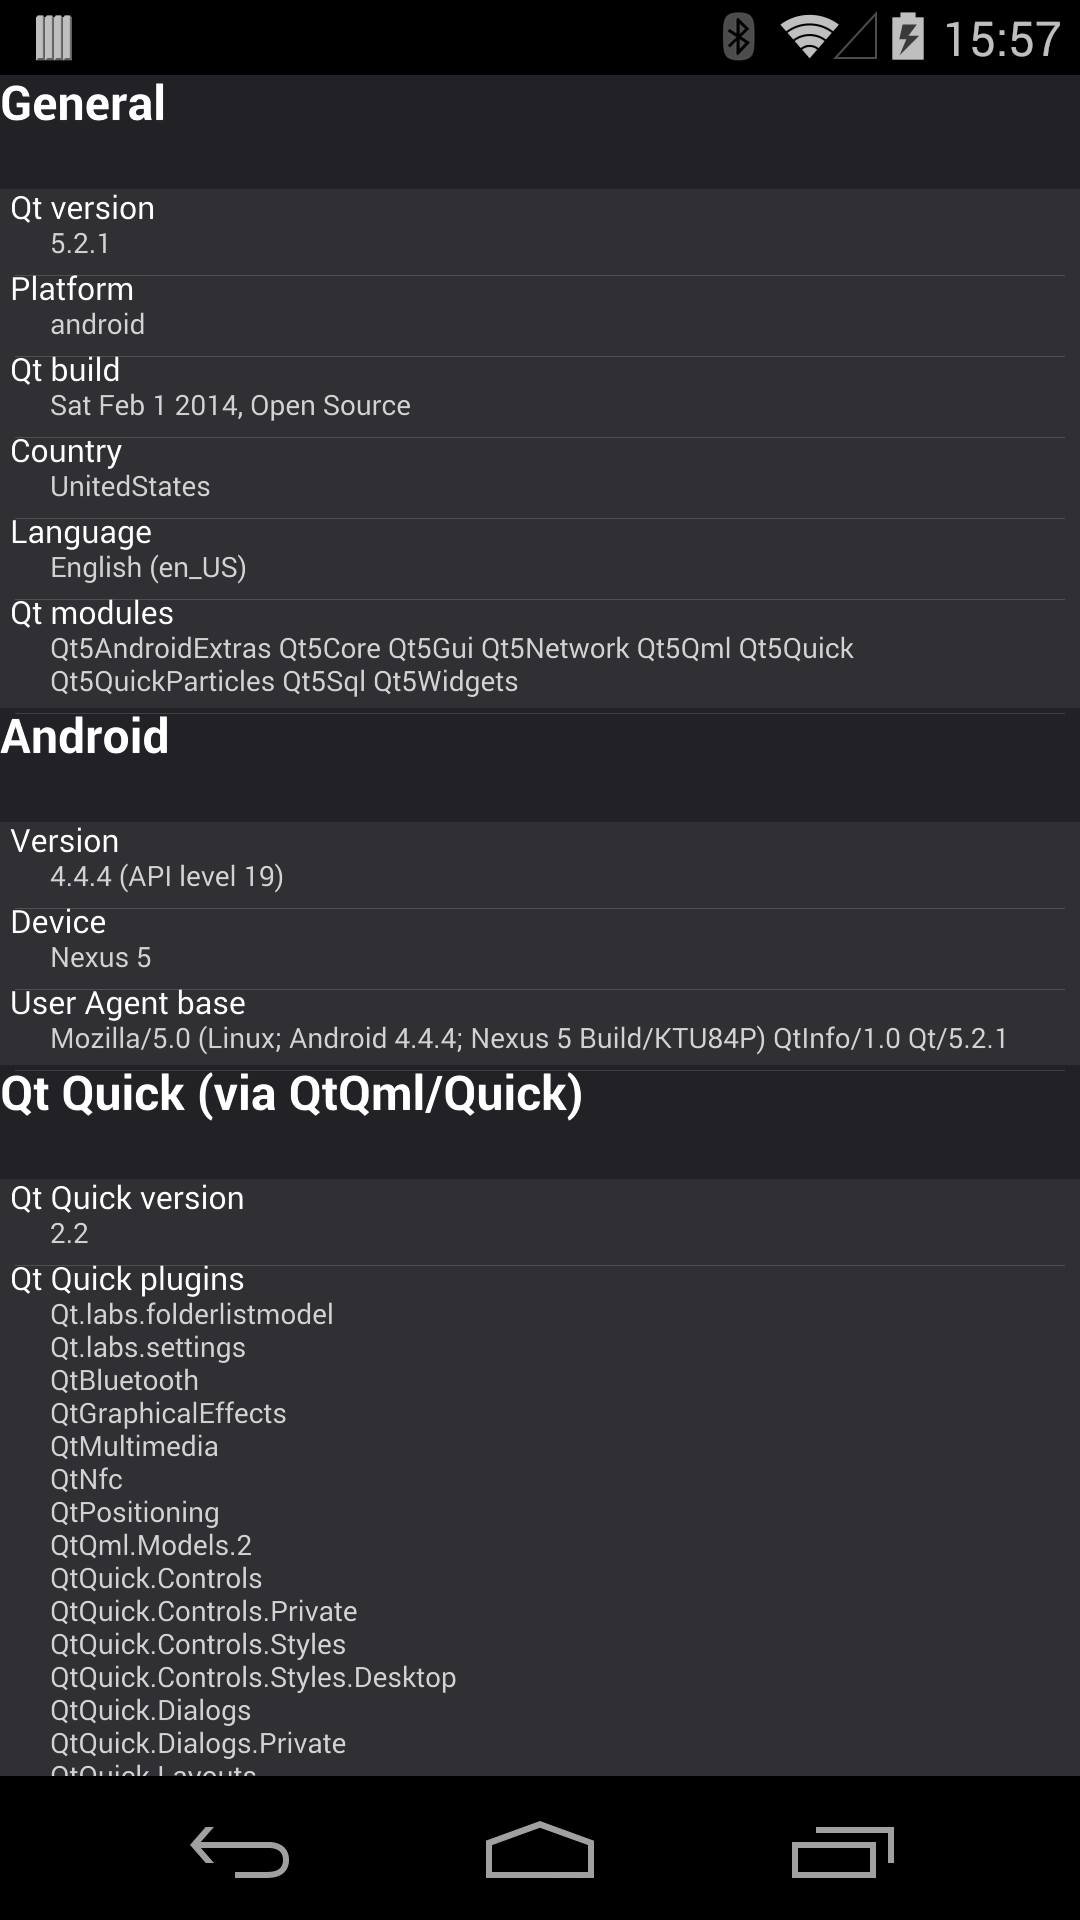 15:57
General
Qt version
5.2.1
Platform
android
Qt build
Sat Feb 1 2014, Open Source
Country
UnitedStates
Language
English (en_US)
Qt modules
Qt5AndroidExtras Qt5Core Qt5Gui Qt5Network Qt5Qml Qt5Quick
Qt5QuickParticles Qt5Sql Qt5Widgets
Android
Version
4.4.4 (API level 19)
Device
Nexus 5
User Agent base
Mozilla/5.0 (Linux; Android 4.4.4; Nexus 5 Build/KTU84P) QtInfo/1.0 Qt/5.2.1
Qt Quick (via QtQml/Quick)
Qt Quick version
2.2
Qt Quick plugins
Qt.labs.folderlistmodel
Qt.labs.settings
QtBluetooth
QtGraphicalEffects
QtMultimedia
QtNfc
QtPositioning
QtQml.Models.2
QtQuick.Controls
QtQuick.Controls.Private
QtQuick.Controls.Styles
QtQuick.Controls.Styles.Desktop
QtQuick.Dialogs
QtQuick.Dialogs.Private
QtQuick.Layouts